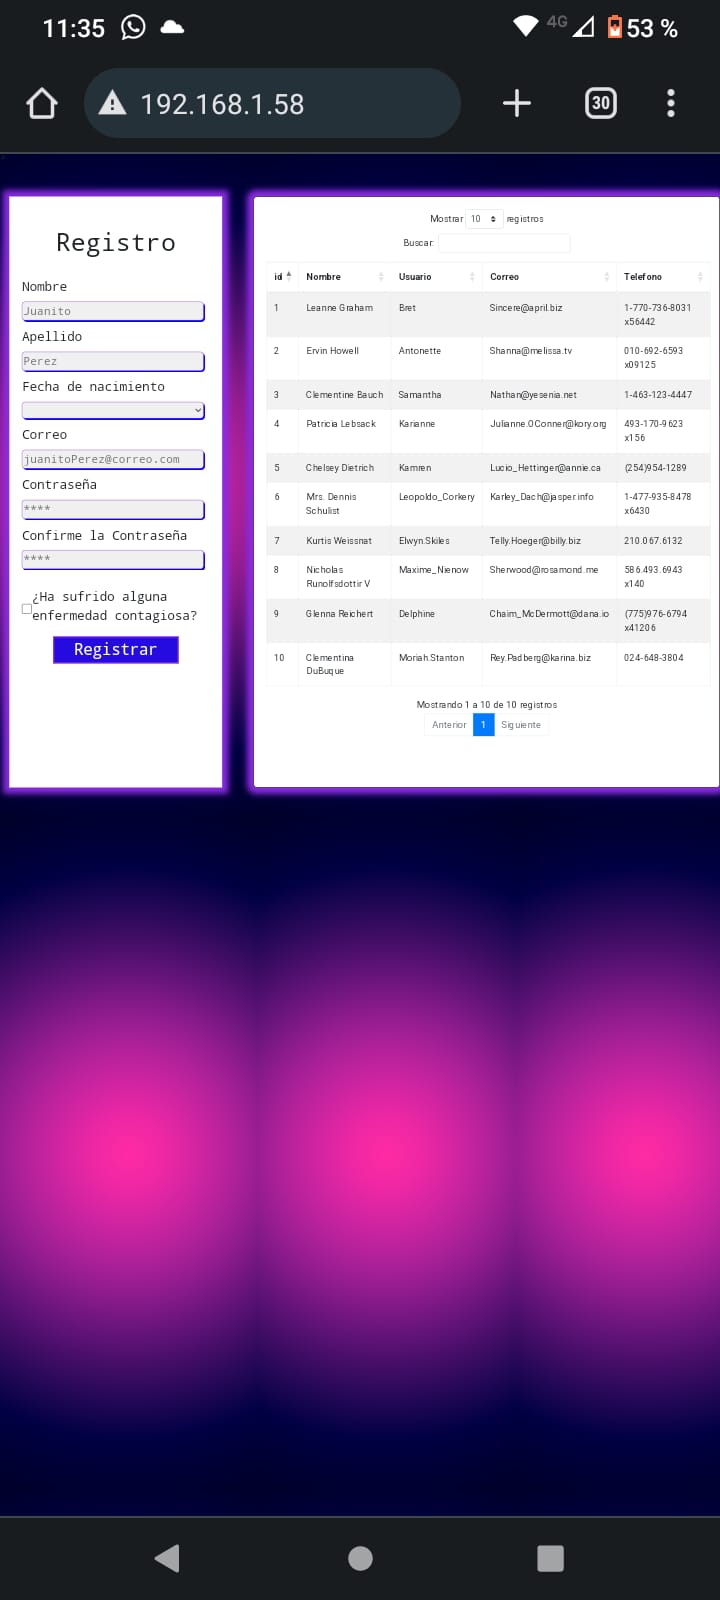 11:35 4G 53 %
192.168.1.58 30
Registro
Nombre
Juanito
Apellido
Perez
Fecha de nacimiento
Correo
juanitoPerez@correo.com
Contraseña
****
Confirme la Contraseña
****
¿Ha sufrido alguna
enfermedad contagiosa?
Registrar
Mostrar 10 registros
Buscar:
id Nombre Usuario Correo Telefono
1 Leanne Graham Bret Sincere@april.biz 1-770-736-8031
x56442
2 Ervin Howell Antonette Shanna@melissa.tv 010-692-6593
x09125
3 Clementine Bauch Samantha Nathan@yesenia.net 1-463-123-4447
4 Patricia Lebsack Karianne Julianne.OConner@kory.org 493-170-9623
x156
5 Chelsey Dietrich Kamren Lucio_Hettinger@annie.ca (254)954-1289
6 Mrs. Dennis Leopoldo_Corkery Karley_Dach@jasper.info 1-477-935-8478
Schulist x6430
7 Kurtis Weissnat Elwyn.Skiles Telly.Hoeger@billy.biz 210.067.6132
8 Nicholas Maxime_Nienow Sherwood@rosamond.me 586.493.6943
Runolfsdottir V x140
9 Glenna Reichert Delphine Chaim_McDermott@dana.io (775)976-6794
x41206
10 Clementina Moriah.Stanton Rey.Padberg@karina.biz 024-648-3804
DuBuque
Mostrando 1 a 10 de 10 registros
Anterior 1 Siguiente